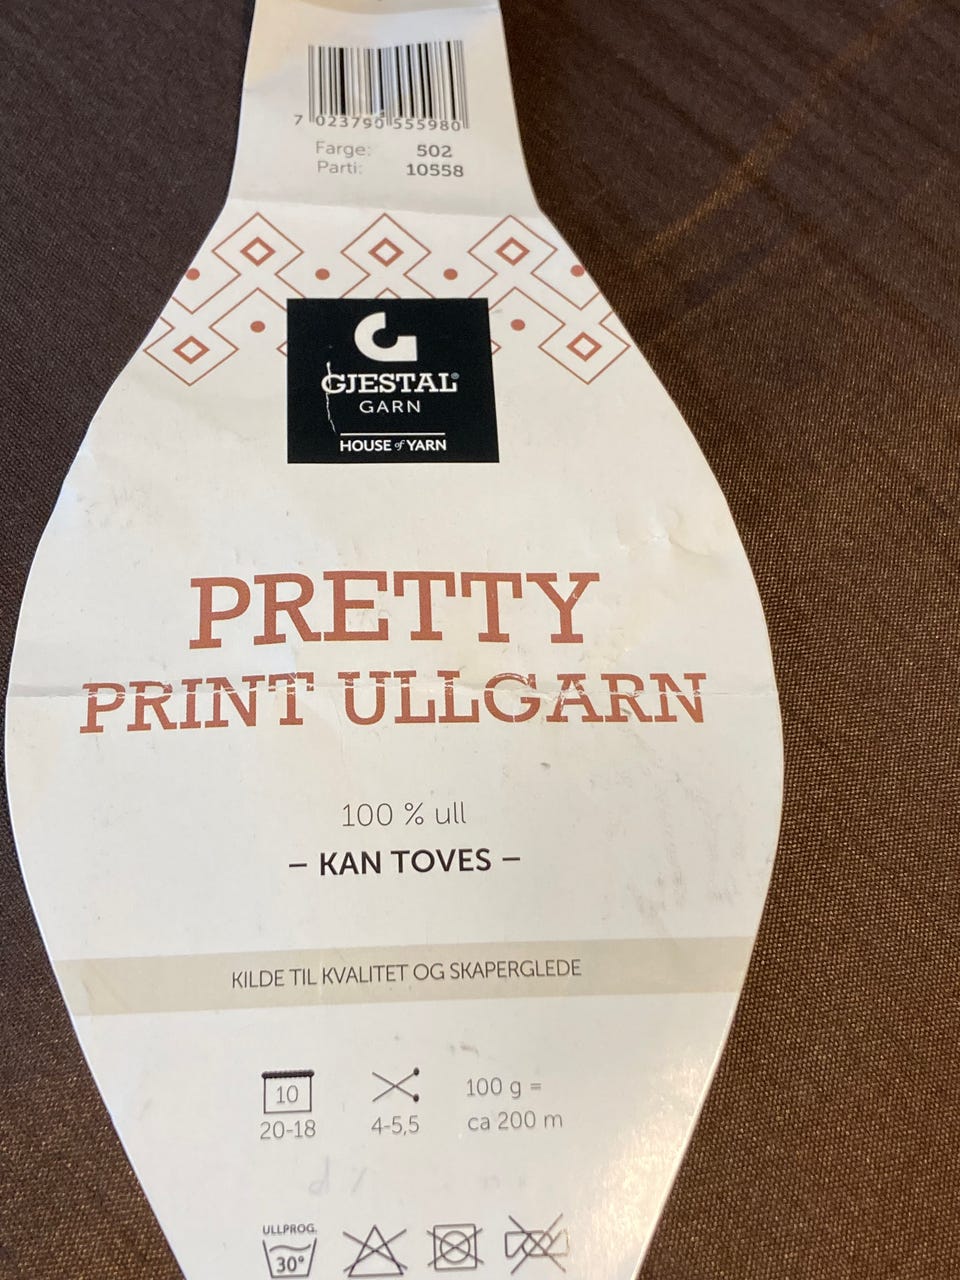 7 023790 555980
Farge: 502
Parti: 10558
GJESTAL®
GARN
HOUSE of YARN
PRETTY
PRINT ULLGARN
100 % ull
– KAN TOVES –
KILDE TIL KVALITET OG SKAPERGLEDE
10
20-18
4-5,5
100 g =
ca 200 m
ULLPROG.
30°